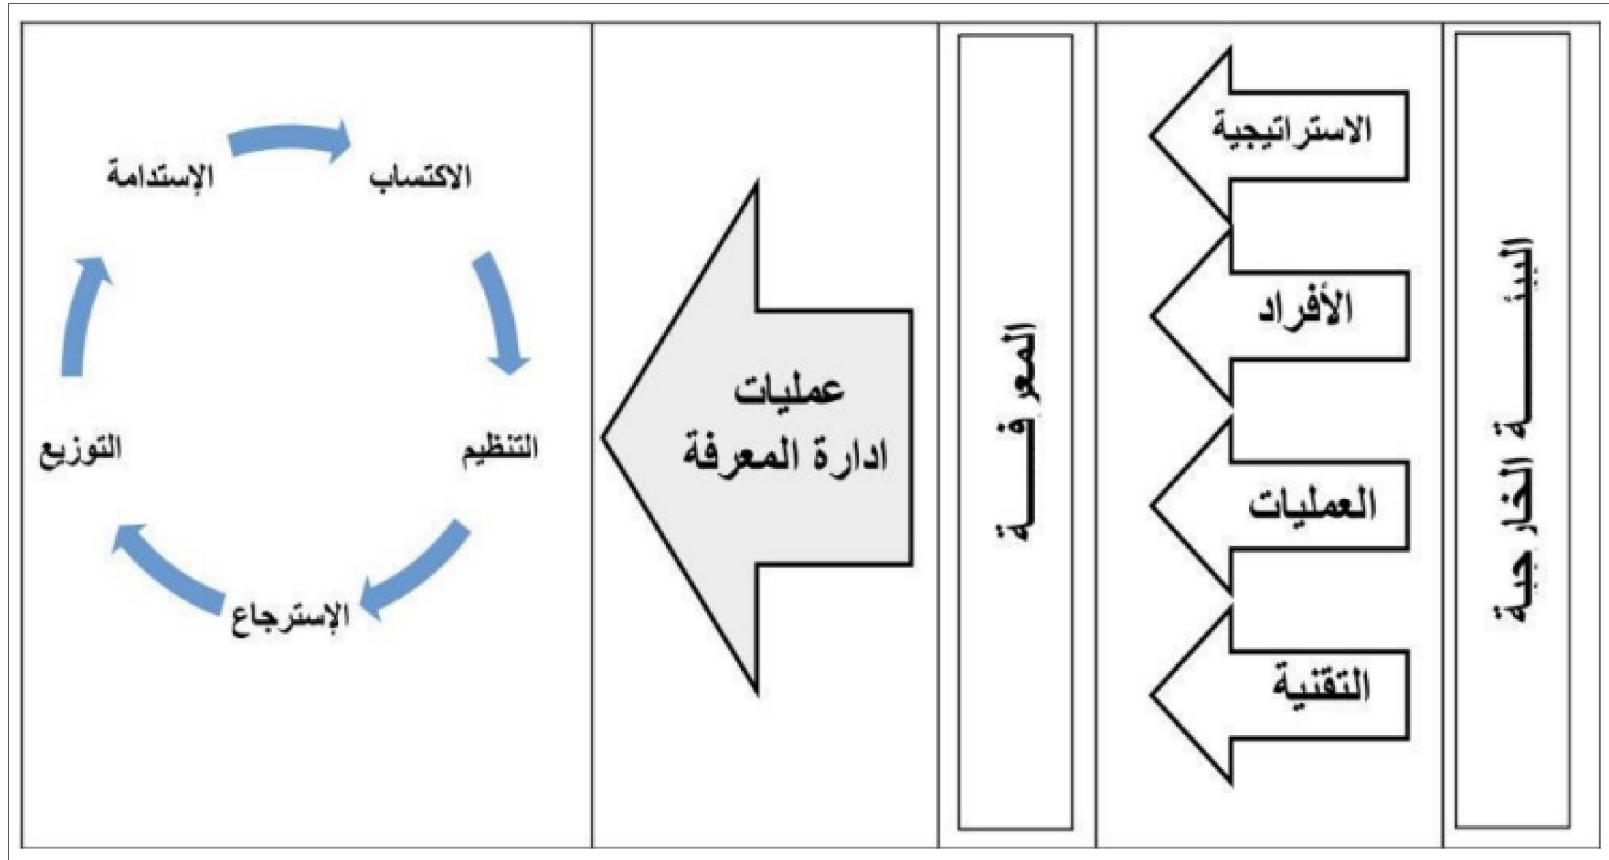 البيئة الخارجية
الاستراتيجية
الأفراد
العمليات
التقنية
المعرفة
عمليات
ادارة المعرفة
الاكتساب
التنظيم
الإسترجاع
التوزيع
الإستدامة